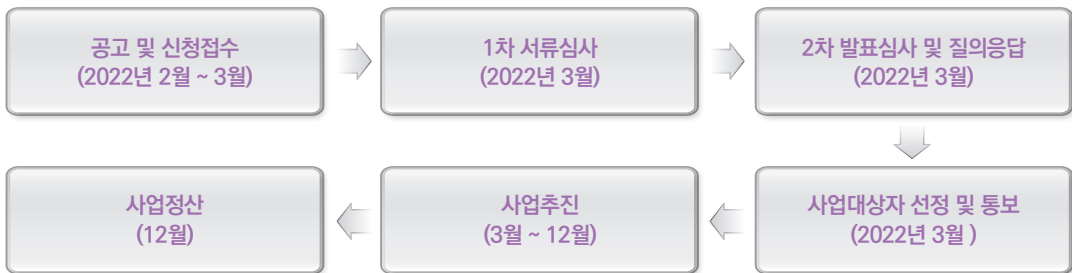 공고 및 신청접수
(2022년 2월 ~ 3월)
1차 서류심사
(2022년 3월)
2차 발표심사 및 질의응답
(2022년 3월)
사업대상자 선정 및 통보
(2022년 3월 )
사업추진
(3월 ~ 12월)
사업정산
(12월)